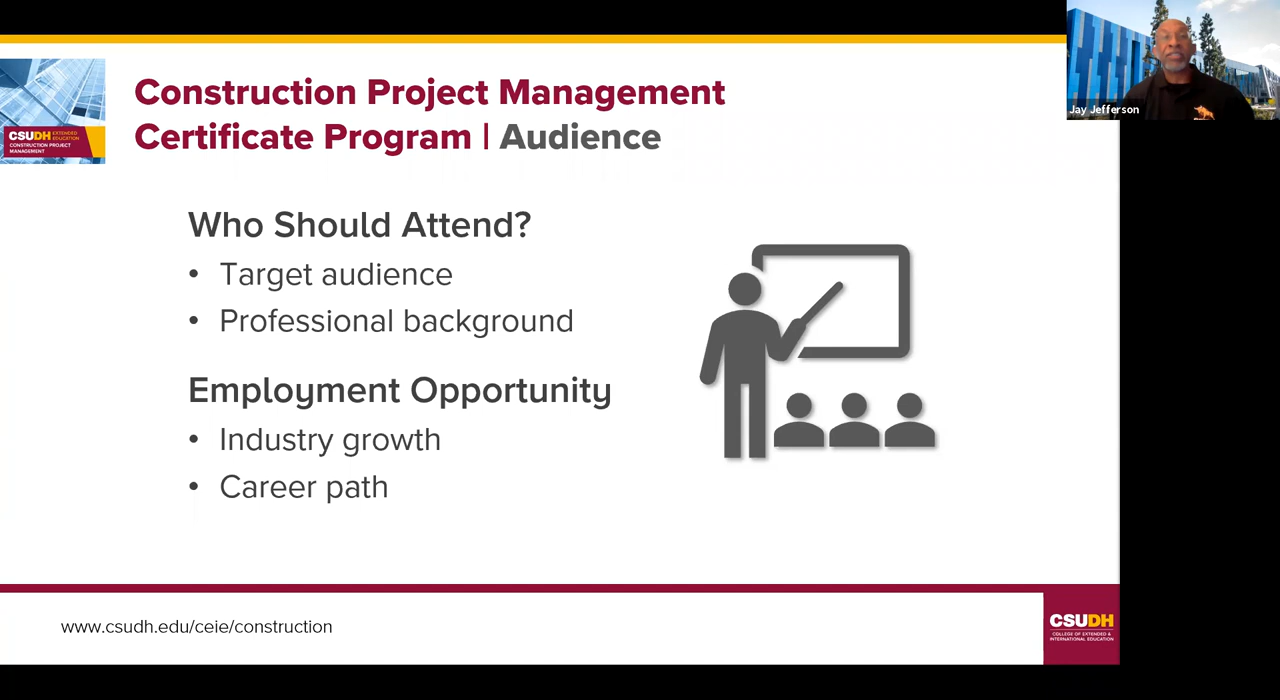 Jay Jefferson
CSUDH EXTENDED
EDUCATION
CONSTRUCTION PROJECT
MANAGEMENT
Construction Project Management
Certificate Program | Audience
Who Should Attend?
• Target audience
• Professional background
Employment Opportunity
• Industry growth
• Career path
www.csudh.edu/ceie/construction
CSUDH
COLLEGE OF EXTENDED &
INTERNATIONAL EDUCATION